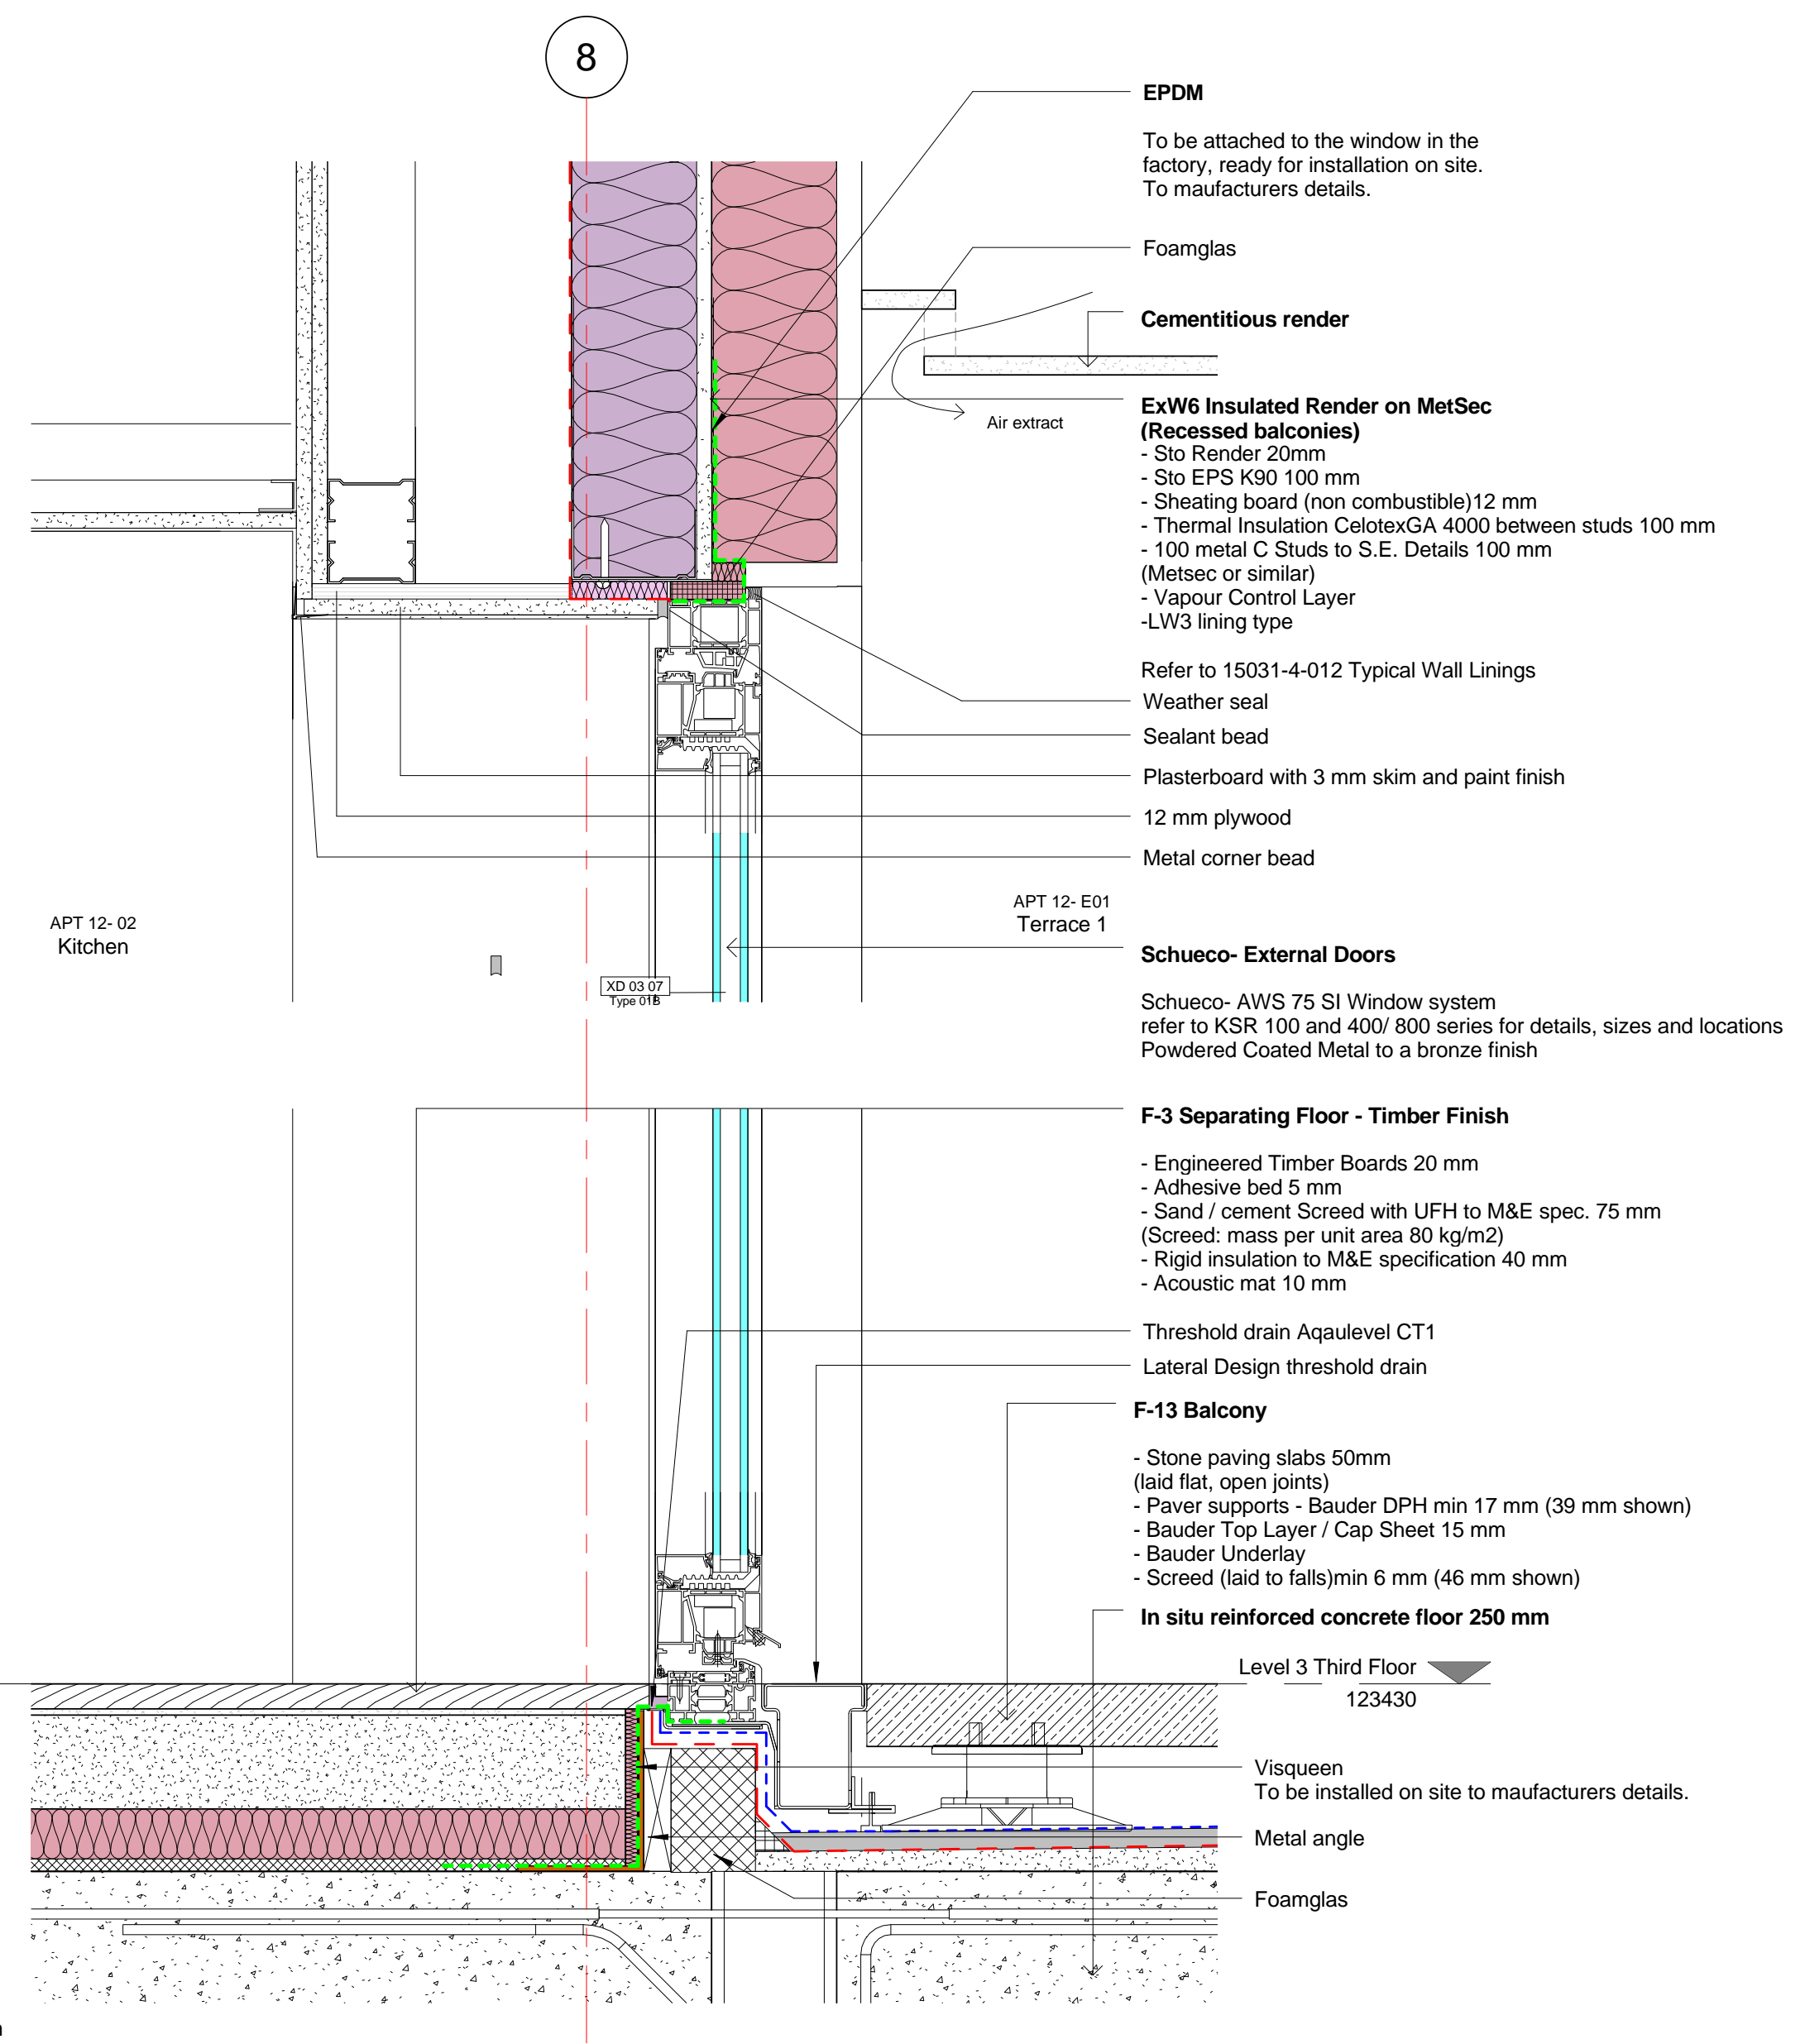 8
EPDM
To be attached to the window in the
factory, ready for installation on site.
To maufacturers details.
Foamglas
Cementitious render
ExW6 Insulated Render on MetSec
(Recessed balconies)
- Sto Render 20mm
- Sto EPS K90 100 mm
- Sheating board (non combustible)12 mm
- Thermal Insulation CelotexGA 4000 between studs 100 mm
- 100 metal C Studs to S.E. Details 100 mm
(Metsec or similar)
- Vapour Control Layer
-LW3 lining type
Air extract
Refer to 15031-4-012 Typical Wall Linings
Weather seal
Sealant bead
Plasterboard with 3 mm skim and paint finish
12 mm plywood
Metal corner bead
APT 12- 02
Kitchen
APT 12- E01
Terrace 1
XD 03 07
Type 01B
Schueco- External Doors
Schueco- AWS 75 SI Window system
refer to KSR 100 and 400/ 800 series for details, sizes and locations
Powdered Coated Metal to a bronze finish
F-3 Separating Floor - Timber Finish
- Engineered Timber Boards 20 mm
- Adhesive bed 5 mm
- Sand / cement Screed with UFH to M&E spec. 75 mm
(Screed: mass per unit area 80 kg/m2)
- Rigid insulation to M&E specification 40 mm
- Acoustic mat 10 mm
Threshold drain Aqaulevel CT1
Lateral Design threshold drain
F-13 Balcony
- Stone paving slabs 50mm
(laid flat, open joints)
- Paver supports - Bauder DPH min 17 mm (39 mm shown)
- Bauder Top Layer / Cap Sheet 15 mm
- Bauder Underlay
- Screed (laid to falls)min 6 mm (46 mm shown)
In situ reinforced concrete floor 250 mm
Level 3 Third Floor
123430
Visqueen
To be installed on site to maufacturers details.
Metal angle
Foamglas